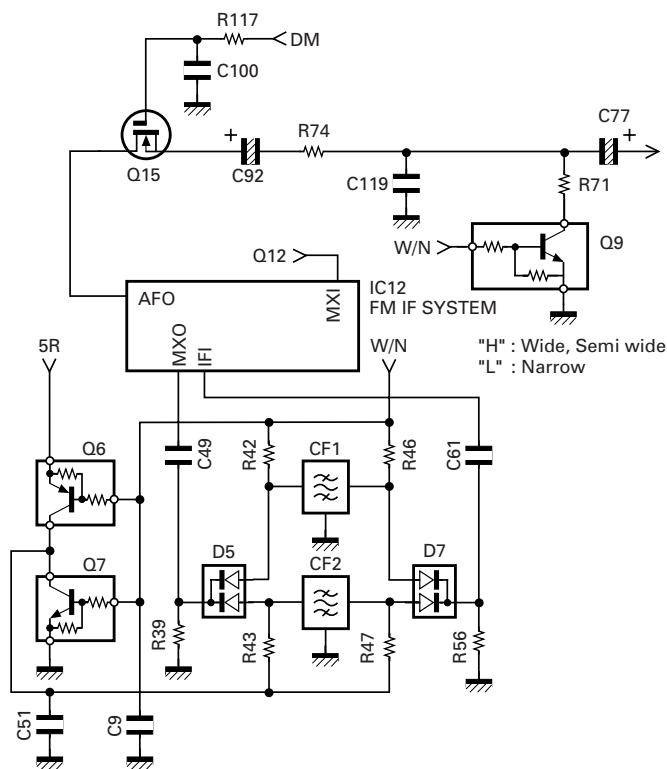 R117
DM
C100
Q15
+
C92
R74
C77
+
C119
R71
W/N
Q9
Q12
AFO
MXI
IC12
FM IF SYSTEM
MXO
IFI
5R
W/N
"H" : Wide, Semi wide
"L" : Narrow
Q6
C49
R42
CF1
R46
C61
Q7
D5
CF2
D7
R39
R43
R47
R56
C51
C9